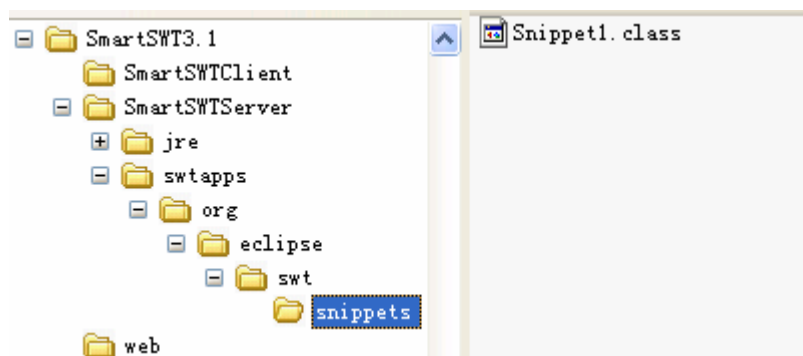 SmartSWT3.1
SmartSWTClient
SmartSWTServer
jre
swtapps
org
eclipse
swt
snippets
web
Snippet1.class